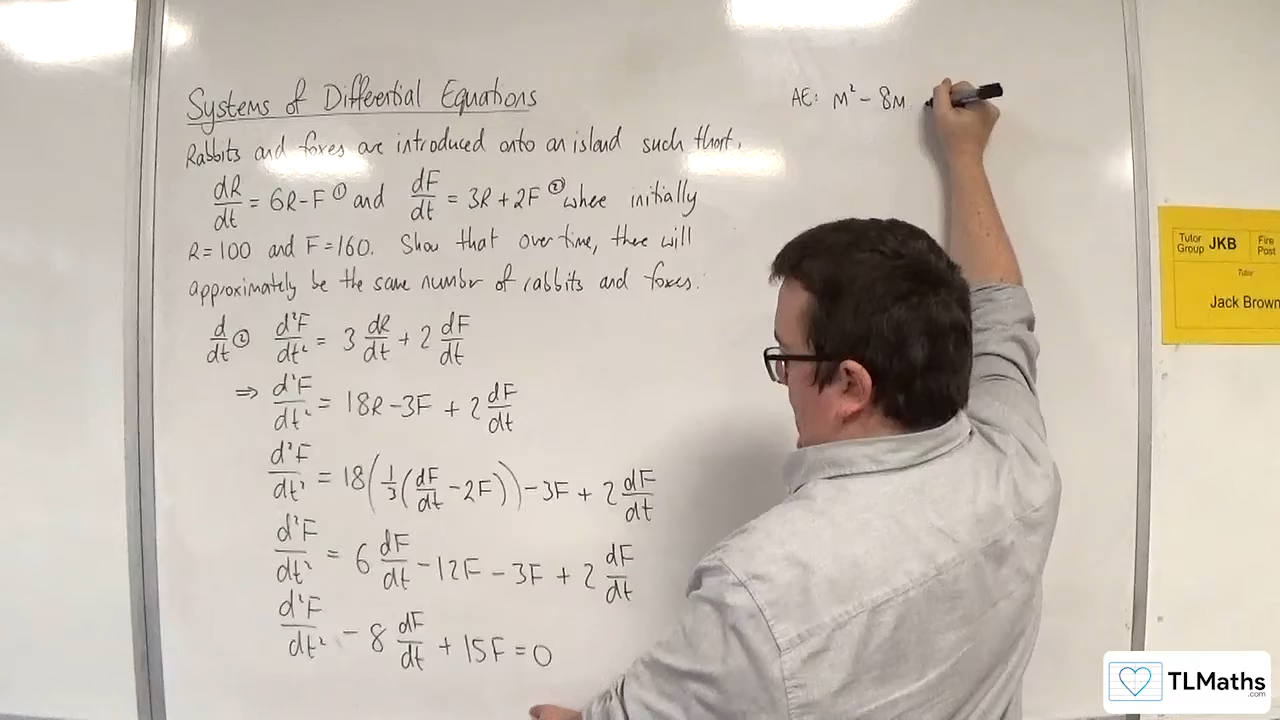 Systems of Differential Equations
Rabbits and foxes are introduced onto an island such that,
dR/dt = 6R - F ① and dF/dt = 3R + 2F ② where initially
R = 100 and F = 160. Show that over time, there will
approximately be the same number of rabbits and foxes.
d/dt ② d²F/dt² = 3 dR/dt + 2 dF/dt
⇒ d²F/dt² = 18R - 3F + 2 dF/dt
d²F/dt² = 18(1/3(dF/dt - 2F)) - 3F + 2 dF/dt
d²F/dt² = 6 dF/dt - 12F - 3F + 2 dF/dt
d²F/dt² - 8 dF/dt + 15F = 0
AE: M² - 8M
Tutor Group JKB
Fire
Post
Tutor
Jack Brown
TLMaths
.com